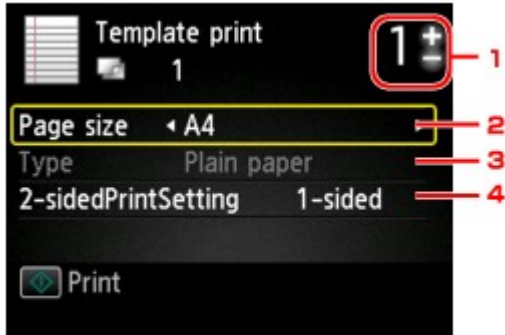 Template print
1
1 + -
1
Page size A4
2
Type Plain paper
3
2-sidedPrintSetting 1-sided
4
Print